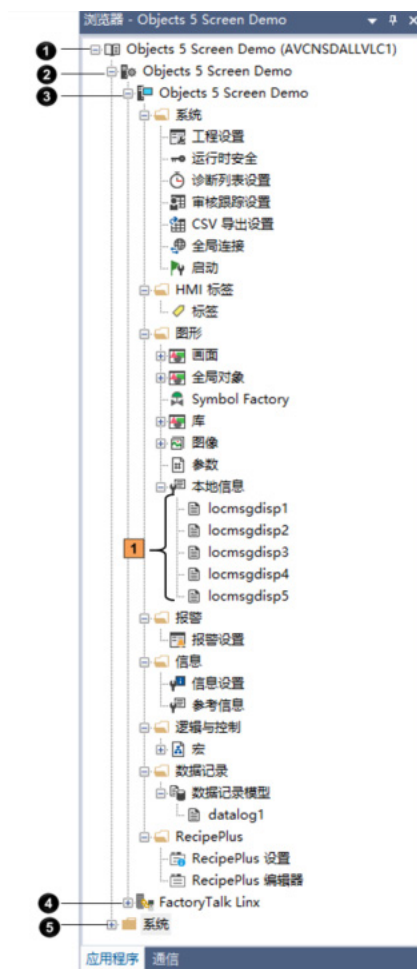 浏览器 - Objects 5 Screen Demo
1 Objects 5 Screen Demo (AVCNSDALLVLC1)
2 Objects 5 Screen Demo
3 Objects 5 Screen Demo
系统
工程设置
运行时安全
诊断列表设置
审核跟踪设置
CSV 导出设置
全局连接
启动
HMI 标签
标签
图形
画面
全局对象
Symbol Factory
库
图像
参数
本地信息
locmsgdisp1
locmsgdisp2
1 locmsgdisp3
locmsgdisp4
locmsgdisp5
报警
报警设置
信息
信息设置
参考信息
逻辑与控制
宏
数据记录
数据记录模型
datalog1
RecipePlus
RecipePlus 设置
RecipePlus 编辑器
4 FactoryTalk Linx
5 系统
应用程序 通信